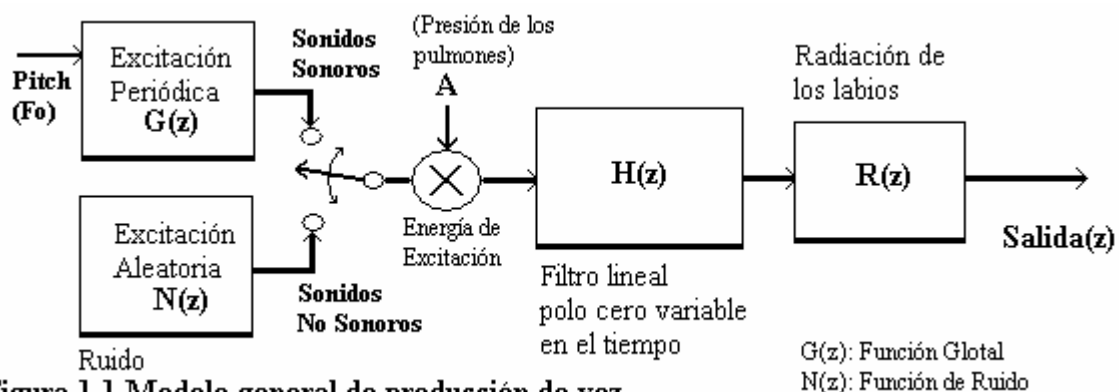 Pitch
(Fo)
Excitación
Periódica
G(z)
Sonidos
Sonoros
(Presión de los
pulmones)
A
Radiación de
los labios
H(z)
R(z)
Excitación
Aleatoria
N(z)
Ruido
Sonidos
No Sonoros
Energía de
Excitación
Filtro lineal
polo cero variable
en el tiempo
Salida(z)
G(z): Función Glotal
N(z): Función de Ruido
Figura 1.1 Modelo general de producción de voz